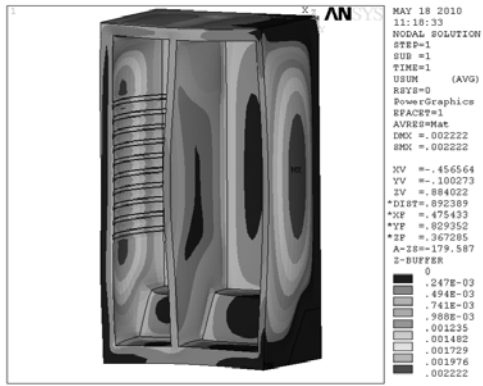 1
ANSYS
MAY 18 2010
11:18:33
NODAL SOLUTION
STEP=1
SUB =1
TIME=1
USUM (AVG)
RSYS=0
PowerGraphics
EFACET=1
AVRES=Mat
DMX =.002222
SMX =.002222
XV =-.456564
YV =-.100273
ZV =.884022
*DIST=.892389
*XF =.475433
*YF =.829352
*ZF =.367285
A-ZS=-179.587
Z-BUFFER
0
.247E-03
.494E-03
.741E-03
.988E-03
.001235
.001482
.001729
.001976
.002222